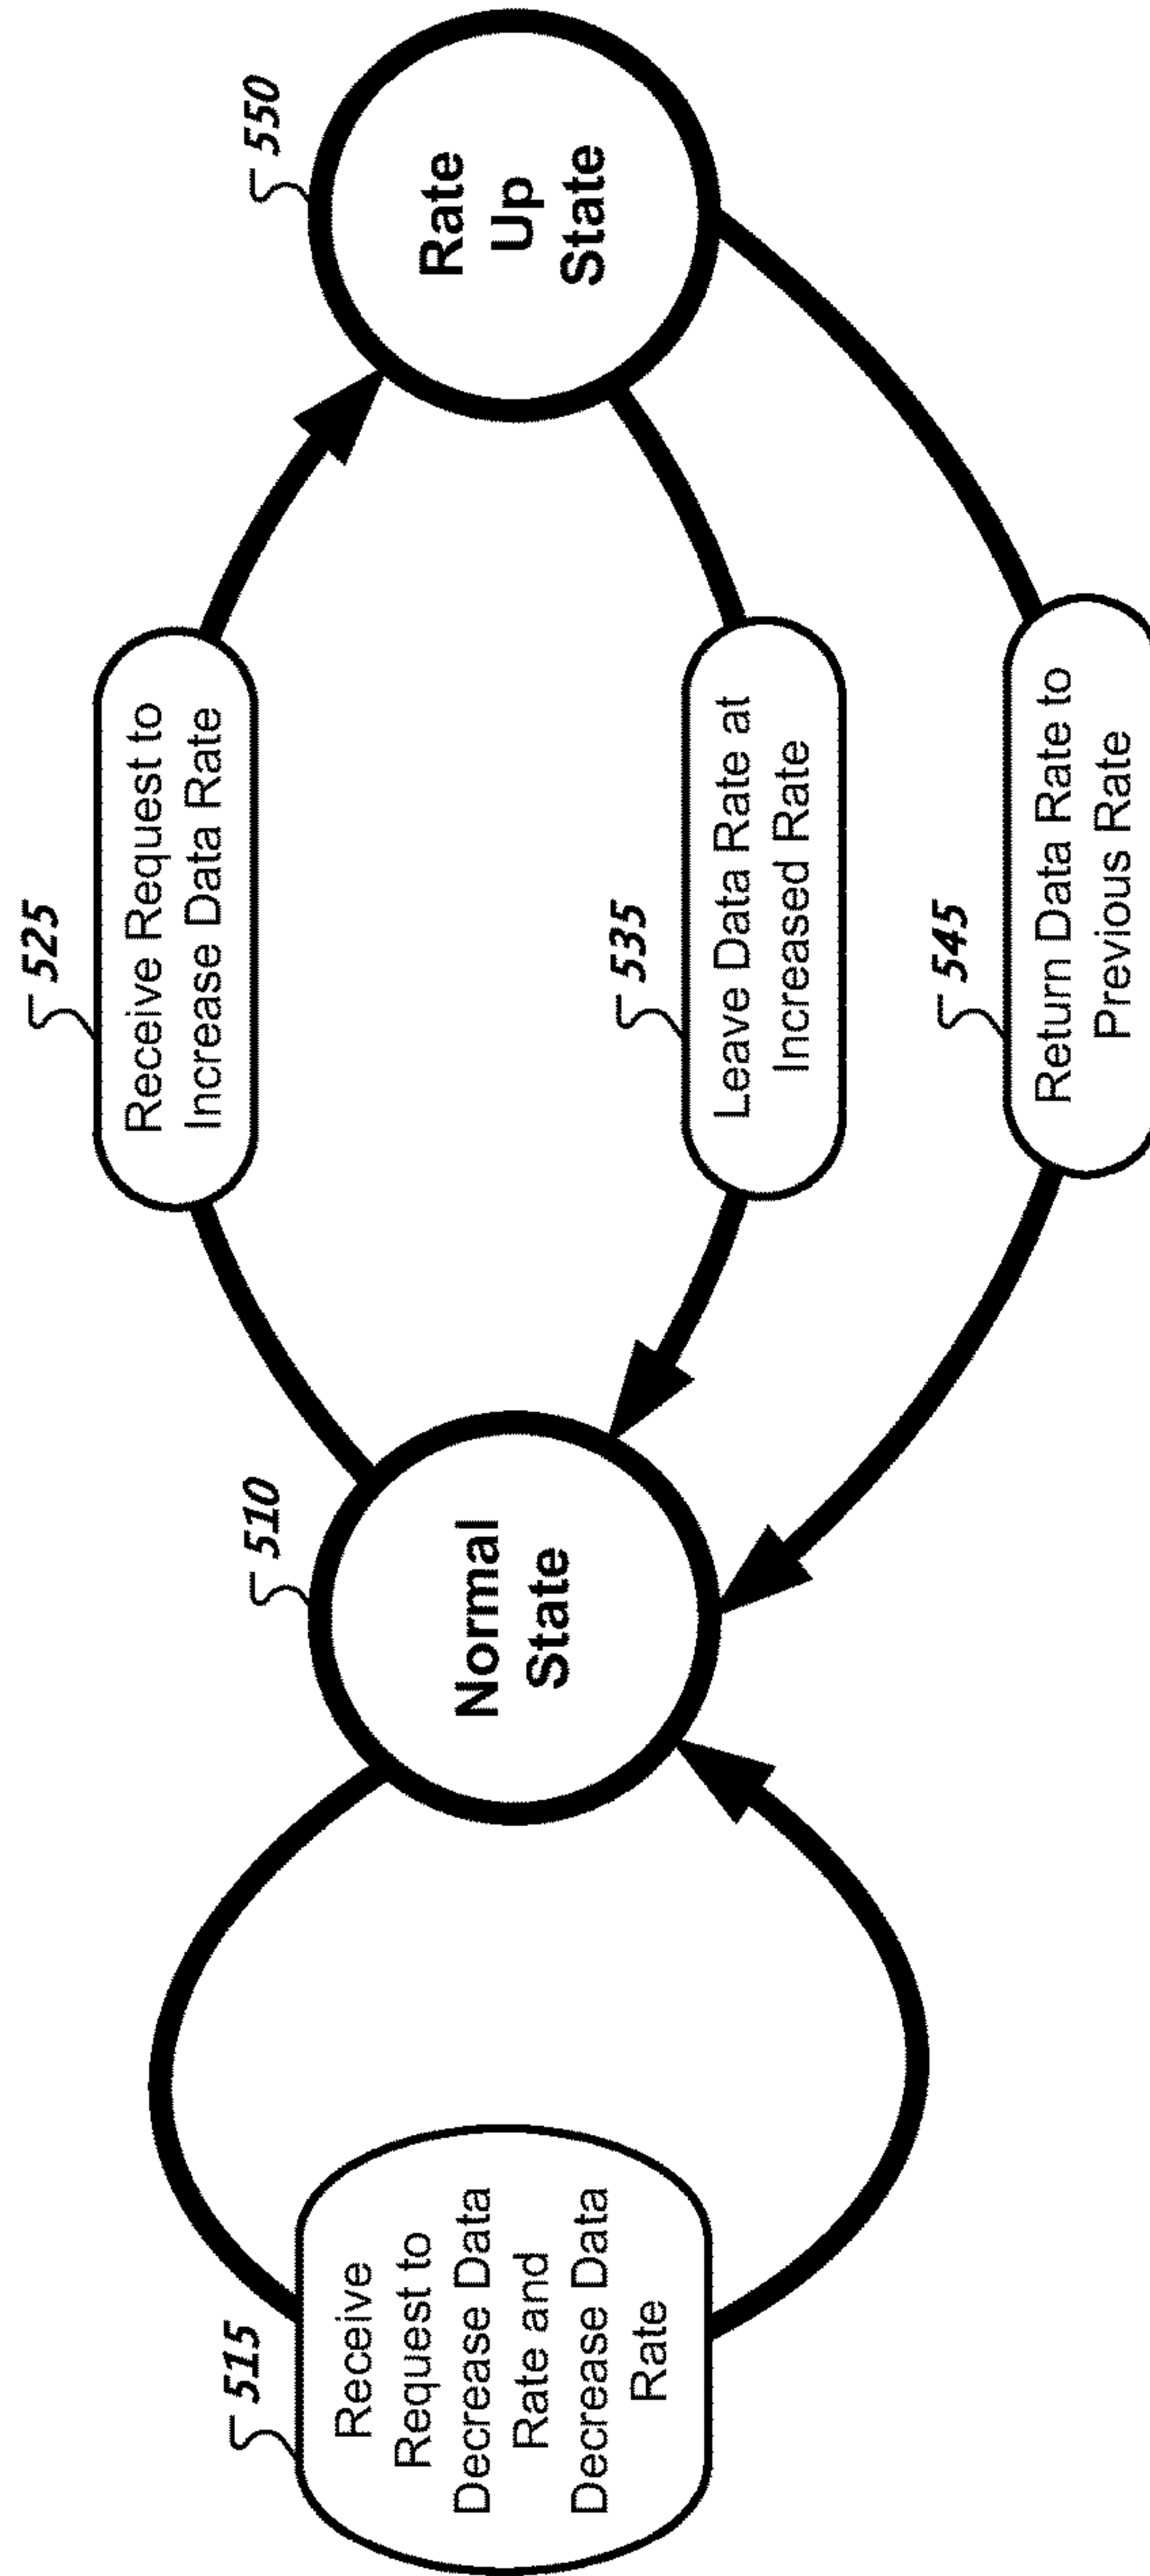 515
Receive
Request to
Decrease Data
Rate and
Decrease Data
Rate
510
Normal
State
525
Receive Request to
Increase Data Rate
535
Leave Data Rate at
Increased Rate
545
Return Data Rate to
Previous Rate
550
Rate
Up
State